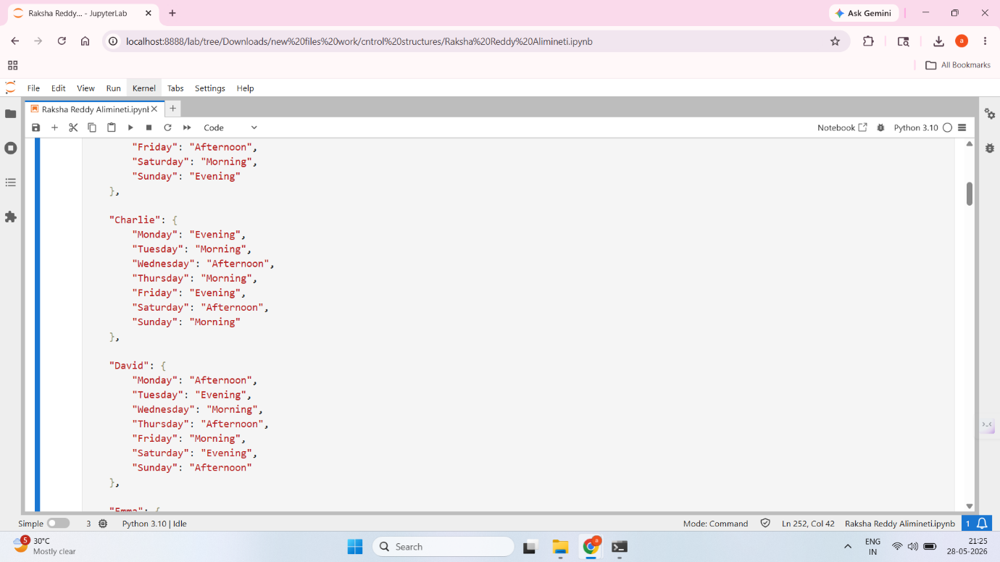 Raksha Reddy... - JupyterLab
Ask Gemini
localhost:8888/lab/tree/Downloads/new%20files%20work/cntrol%20structures/Raksha%20Reddy%20Alimineti.ipynb
a
All Bookmarks
File Edit View Run Kernel Tabs Settings Help
Raksha Reddy Alimineti.ipynb
Code
Notebook
Python 3.10
"Friday": "Afternoon",
"Saturday": "Morning",
"Sunday": "Evening"
},
"Charlie": {
"Monday": "Evening",
"Tuesday": "Morning",
"Wednesday": "Afternoon",
"Thursday": "Morning",
"Friday": "Evening",
"Saturday": "Afternoon",
"Sunday": "Morning"
},
"David": {
"Monday": "Afternoon",
"Tuesday": "Evening",
"Wednesday": "Morning",
"Thursday": "Afternoon",
"Friday": "Morning",
"Saturday": "Evening",
"Sunday": "Afternoon"
},
"Emma": {
Simple 3 Python 3.10 | Idle Mode: Command Ln 252, Col 42 Raksha Reddy Alimineti.ipynb 1
5
30°C
Mostly clear
Search
a
ENG
IN
21:25
28-05-2026